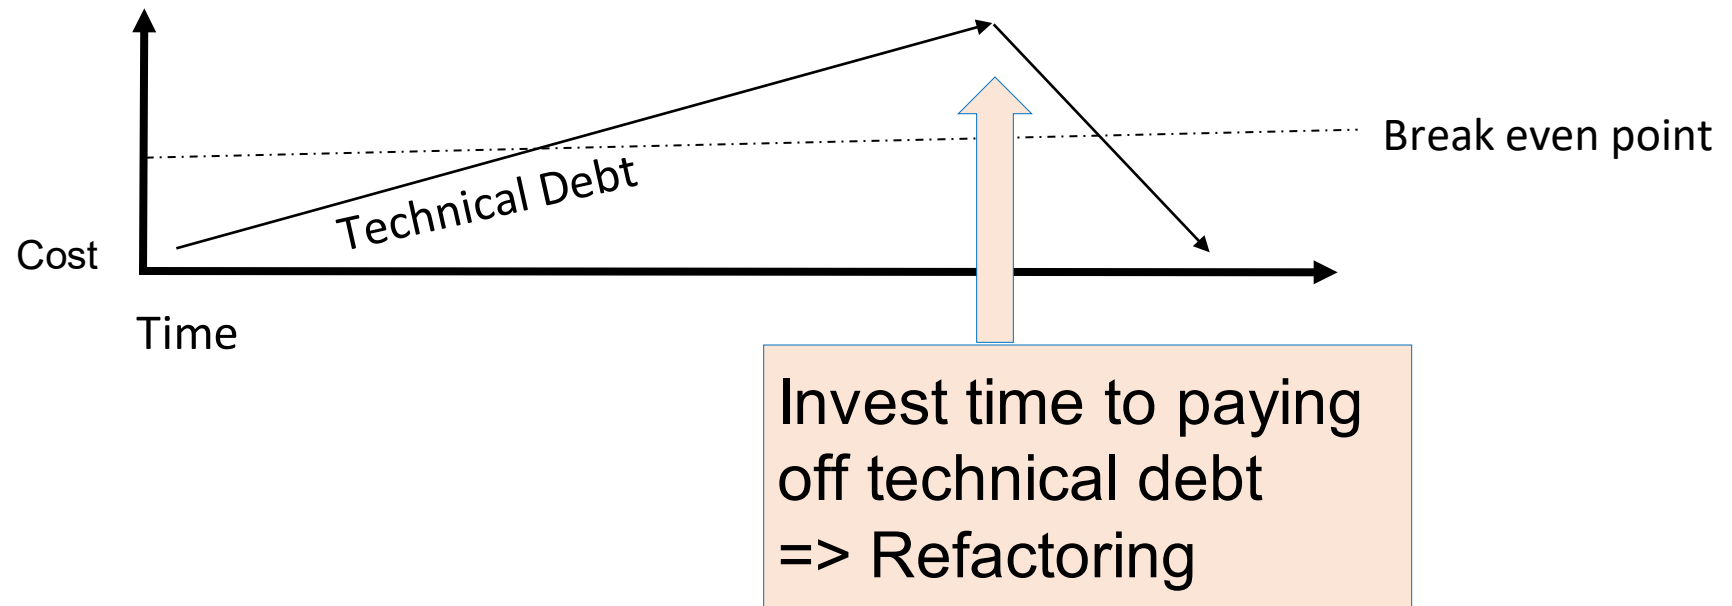 Break even point
Technical Debt
Cost
Time
Invest time to paying
off technical debt
=> Refactoring